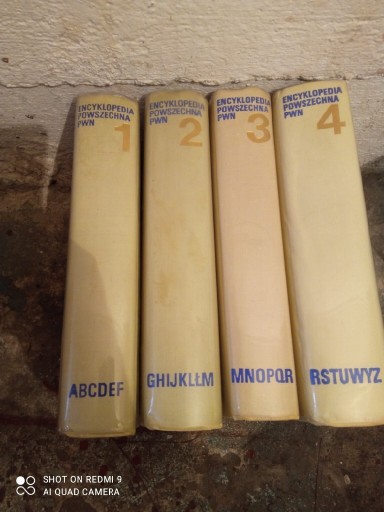 ENCYKLOPEDIA
POWSZECHNA
PWN
1
ABCDEF
ENCYKLOPEDIA
POWSZECHNA
PWN
2
GHIJKLŁM
ENCYKLOPEDIA
POWSZECHNA
PWN
3
MNOPQR
ENCYKLOPEDIA
POWSZECHNA
PWN
4
RSTUWYZ
SHOT ON REDMI 9
AI QUAD CAMERA